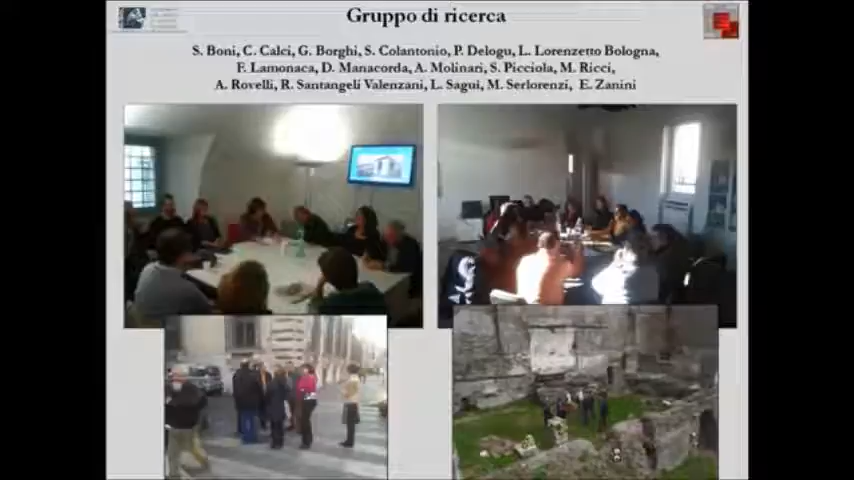 Gruppo di ricerca
S. Boni, C. Calci, G. Borghi, S. Colantonio, P. Delogu, L. Lorenzetto Bologna,
F. Lamonaca, D. Manacorda, A. Molinari, S. Picciola, M. Ricci,
A. Rovelli, R. Santangeli Valenzani, L. Sagui, M. Serlorenzi, E. Zanini